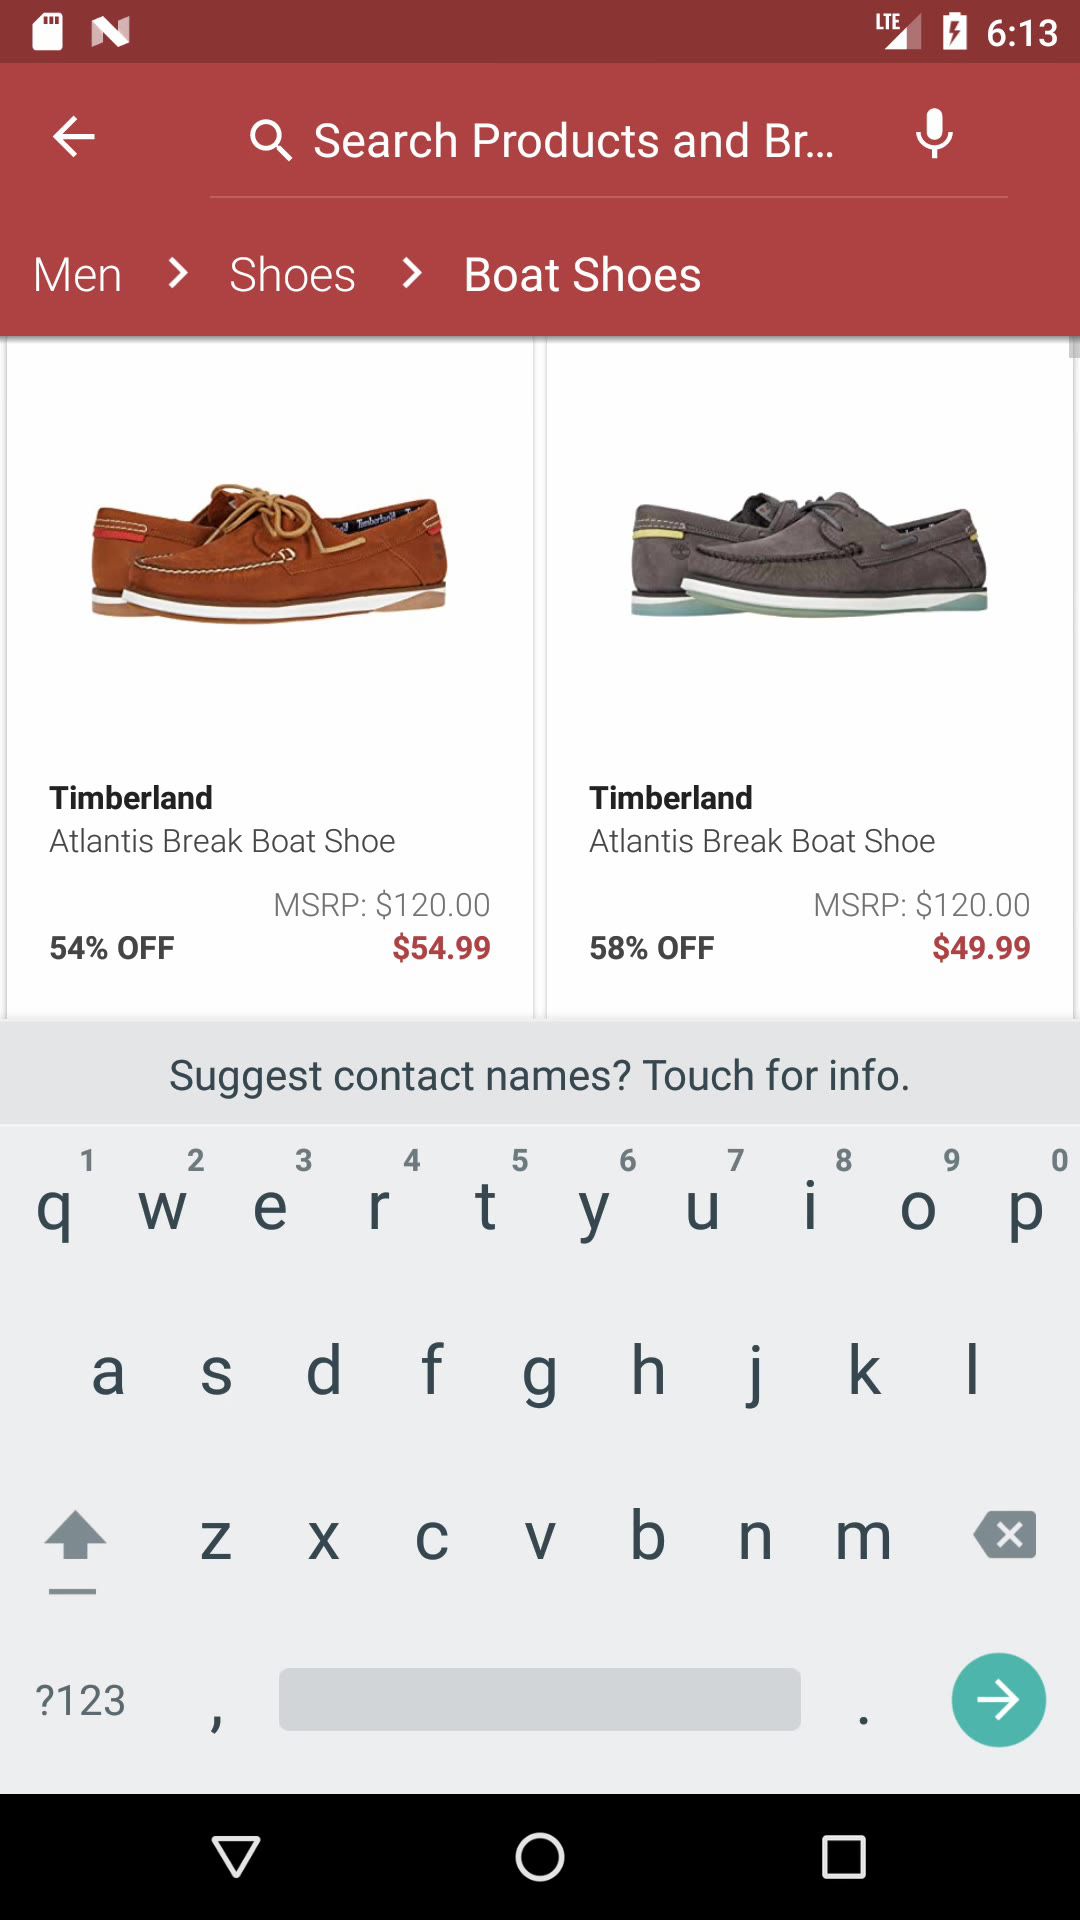 LTE 6:13
Search Products and Br...
Men Shoes Boat Shoes
Timberland
Atlantis Break Boat Shoe
MSRP: $120.00
54% OFF $54.99
Timberland
Atlantis Break Boat Shoe
MSRP: $120.00
58% OFF $49.99
Suggest contact names? Touch for info.
1 2 3 4 5 6 7 8 9 0
q w e r t y u i o p
a s d f g h j k l
z x c v b n m
?123 , .